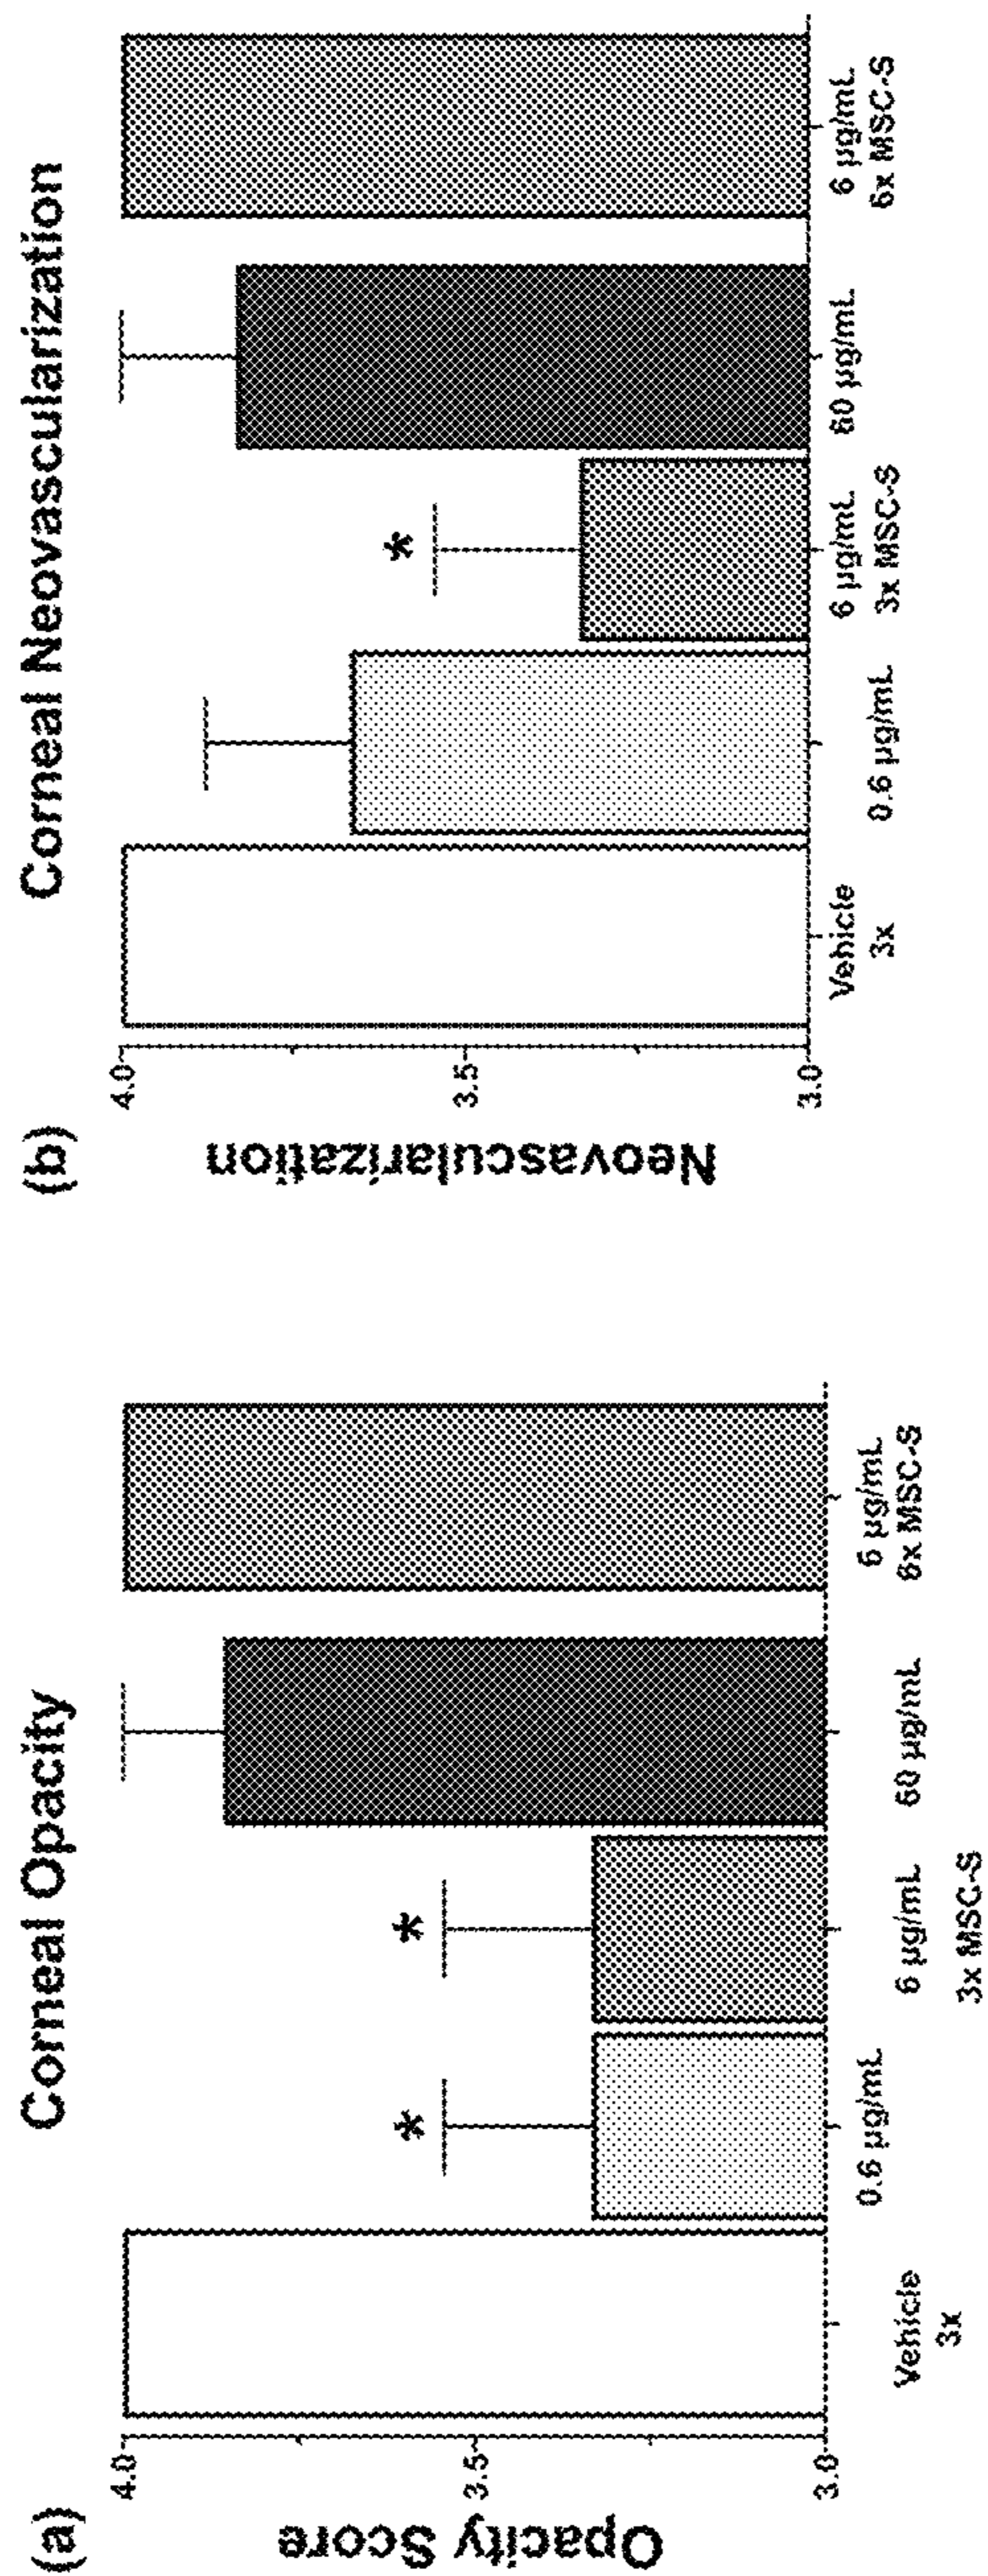 (a)
Corneal Opacity
Opacity Score
4.0
3.5
3.0
Vehicle
3x
0.6 µg/mL
*
6 µg/mL
3x MSC-S
*
60 µg/mL
6 µg/mL
6x MSC-S
(b)
Corneal Neovascularization
Neovascularization
4.0
3.5
3.0
Vehicle
3x
0.6 µg/mL
6 µg/mL
3x MSC-S
*
60 µg/mL
6 µg/mL
6x MSC-S